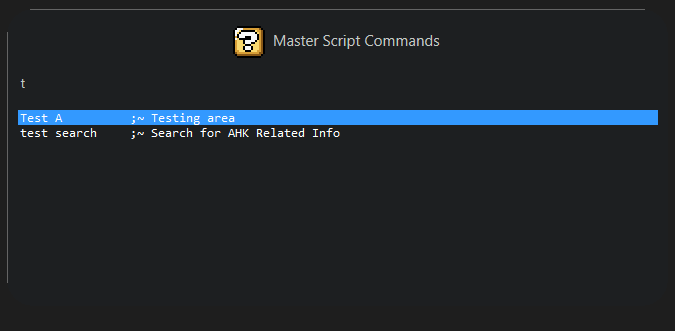 ?
Master Script Commands
t
Test A ;~ Testing area
test search ;~ Search for AHK Related Info